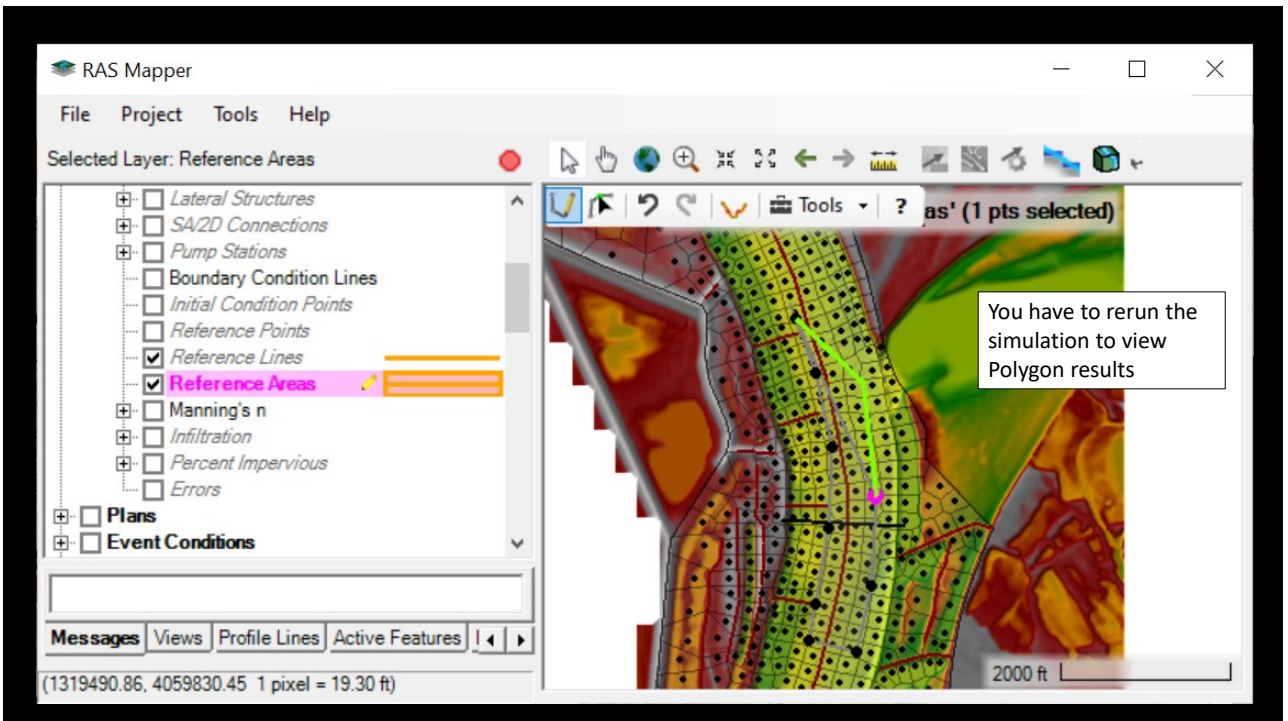 RAS Mapper
File Project Tools Help
Selected Layer: Reference Areas
Lateral Structures
SA/2D Connections
Pump Stations
Boundary Condition Lines
Initial Condition Points
Reference Points
Reference Lines
Reference Areas
Manning's n
Infiltration
Percent Impervious
Errors
Plans
Event Conditions
Messages Views Profile Lines Active Features
(1319490.86, 4059830.45 1 pixel = 19.30 ft)
Tools ? as' (1 pts selected)
You have to rerun the
simulation to view
Polygon results
2000 ft